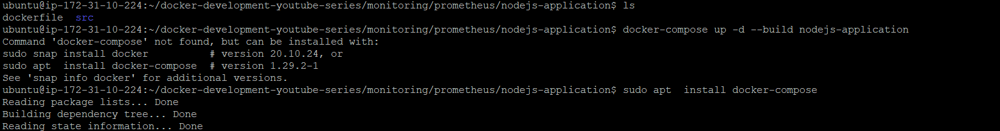 ubuntu@ip-172-31-10-224:~/docker-development-youtube-series/monitoring/prometheus/nodejs-application$ ls
dockerfile  src
ubuntu@ip-172-31-10-224:~/docker-development-youtube-series/monitoring/prometheus/nodejs-application$ docker-compose up -d --build nodejs-application
Command 'docker-compose' not found, but can be installed with:
sudo snap install docker          # version 20.10.24, or
sudo apt  install docker-compose  # version 1.29.2-1
See 'snap info docker' for additional versions.
ubuntu@ip-172-31-10-224:~/docker-development-youtube-series/monitoring/prometheus/nodejs-application$ sudo apt  install docker-compose
Reading package lists... Done
Building dependency tree... Done
Reading state information... Done